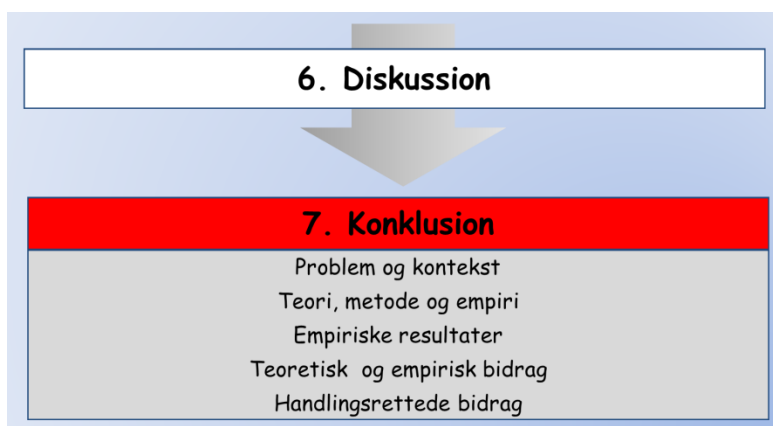 6. Diskussion
7. Konklusion
Problem og kontekst
Teori, metode og empiri
Empiriske resultater
Teoretisk og empirisk bidrag
Handlingsrettede bidrag